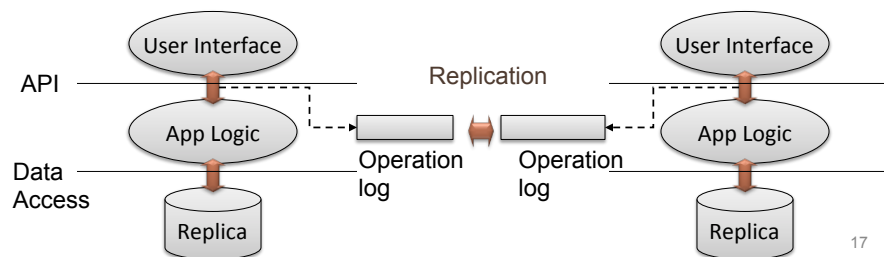 User Interface
User Interface
API
Replication
App Logic
App Logic
Operation
log
Operation
log
Data
Access
Replica
Replica
17